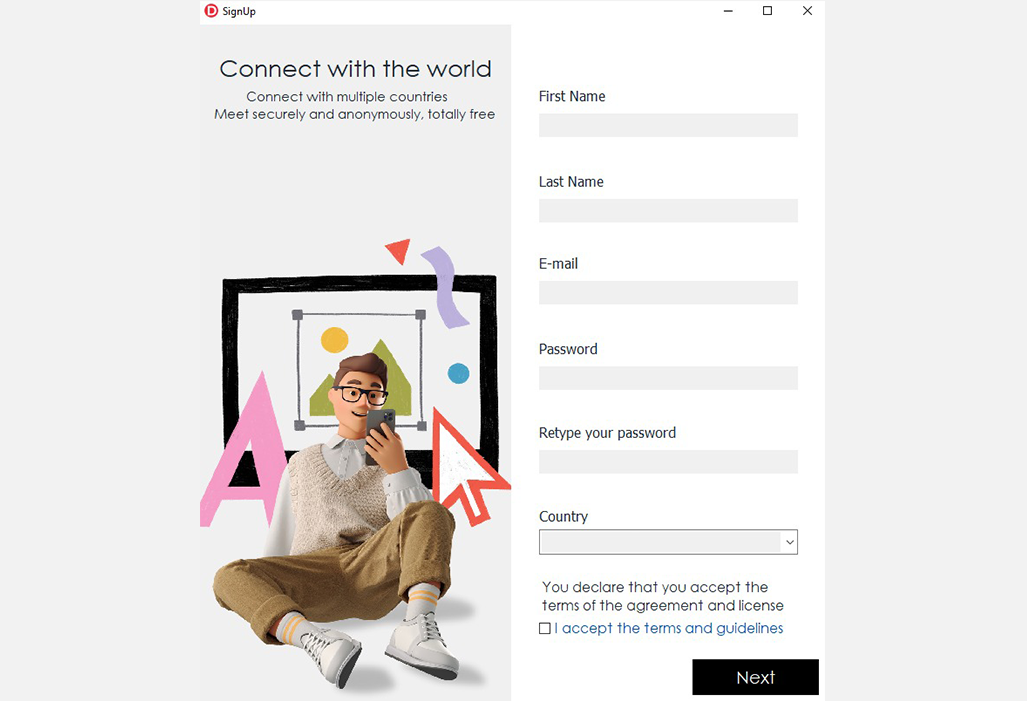 SignUp
Connect with the world
Connect with multiple countries
Meet securely and anonymously, totally free
First Name
Last Name
E-mail
Password
Retype your password
Country
You declare that you accept the
terms of the agreement and license
I accept the terms and guidelines
Next